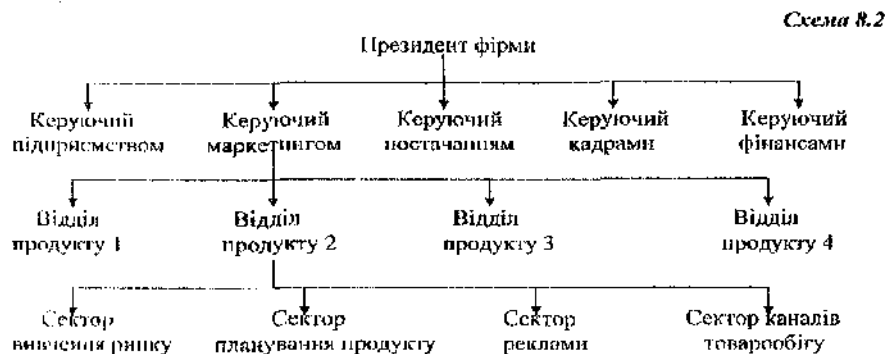 Схема 8.2
Президент фірми
Керуючий Керуючий Керуючий Керуючий Керуючий
підприємством маркетингом постачанням кадрами фінансами
Відділ Відділ Відділ Відділ
продукту 1 продукту 2 продукту 3 продукту 4
Сектор Сектор Сектор Сектор каналів
вивчення ринку планування продукту реклами товарообігу